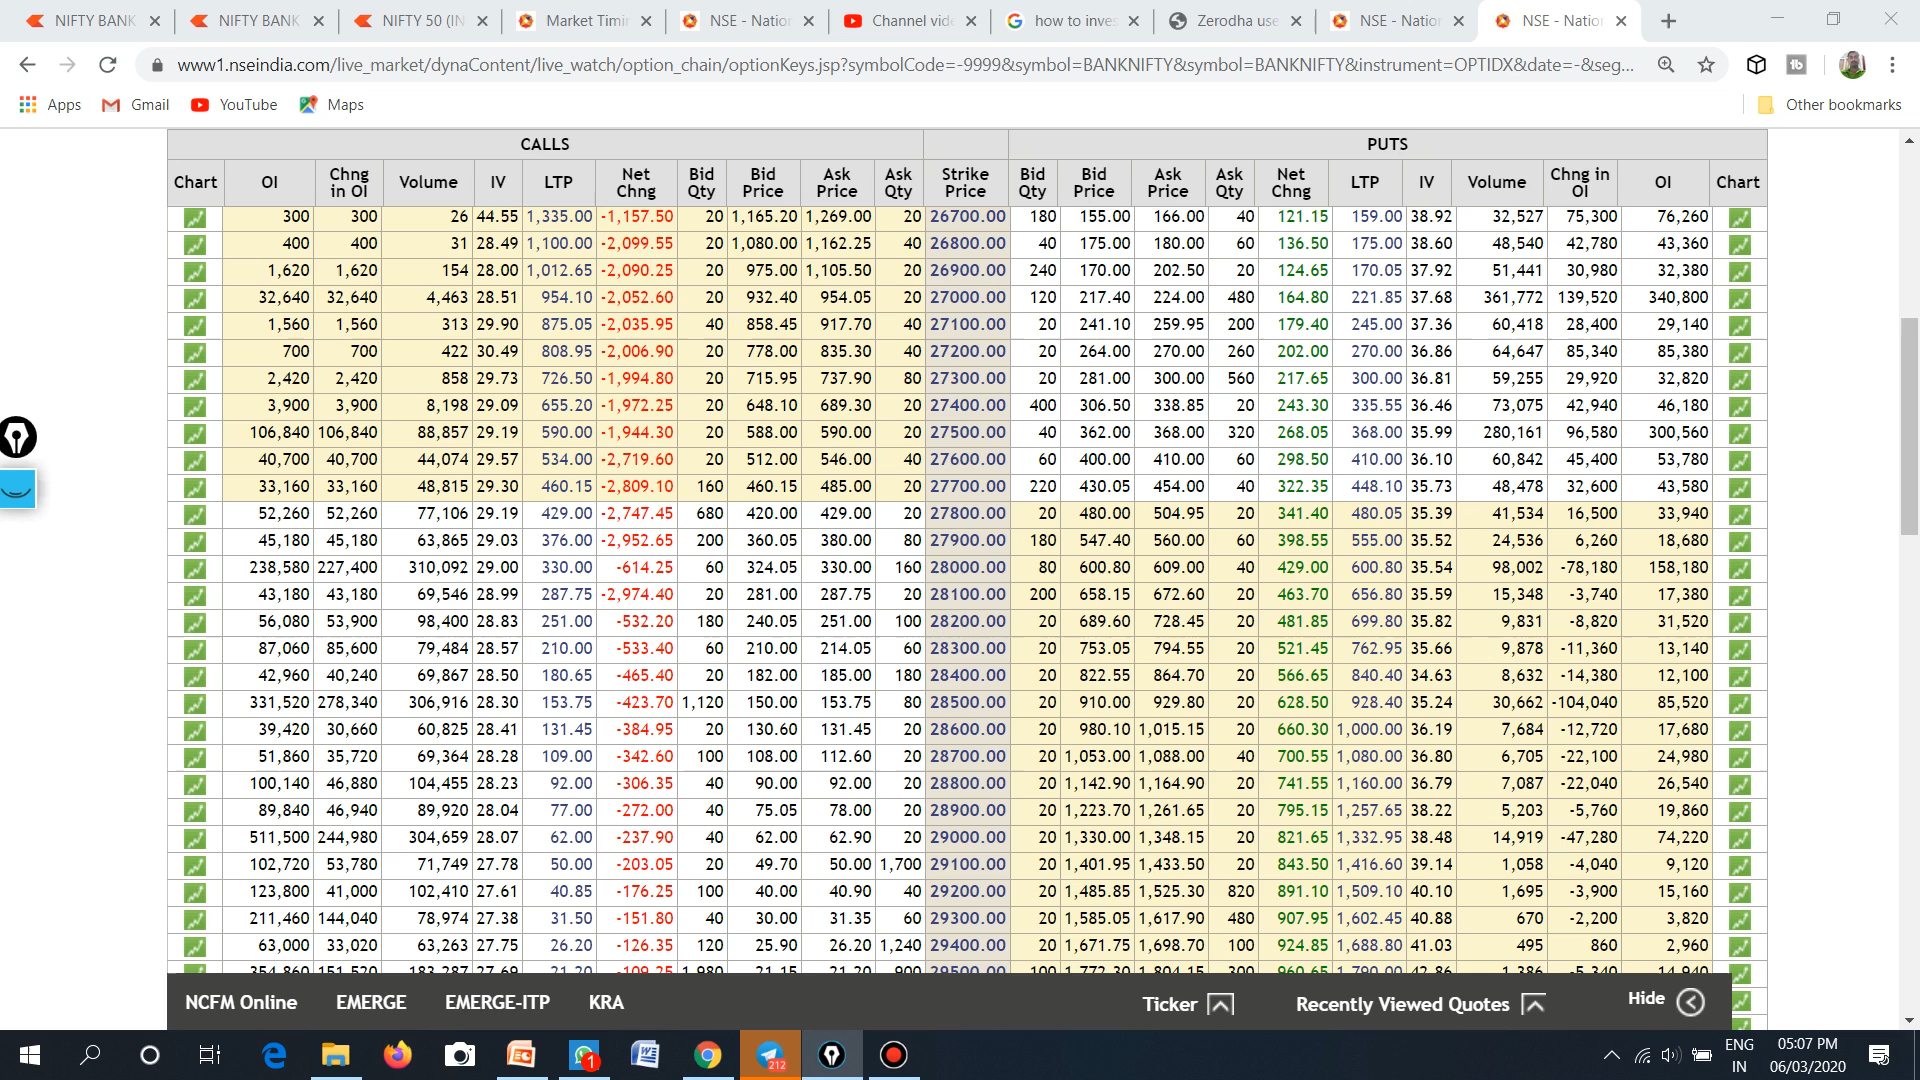 NIFTY BANK
NIFTY BANK
NIFTY 50 (IN
Market Timi
NSE - Natio
Channel vide
how to inves
Zerodha use
NSE - Natio
NSE - Natio
www1.nseindia.com/live_market/dynaContent/live_watch/option_chain/optionKeys.jsp?symbolCode=-9999&symbol=BANKNIFTY&symbol=BANKNIFTY&instrument=OPTIDX&date=-&seg...
Apps Gmail YouTube Maps Other bookmarks
CALLS PUTS
Chart OI Chng in OI Volume IV LTP Net Chng Bid Qty Bid Price Ask Price Ask Qty Strike Price Bid Qty Bid Price Ask Price Ask Qty Net Chng LTP IV Volume Chng in OI OI Chart
300 300 26 44.55 1,335.00 -1,157.50 20 1,165.20 1,269.00 20 26700.00 180 155.00 166.00 40 121.15 159.00 38.92 32,527 75,300 76,260
400 400 31 28.49 1,100.00 -2,099.55 20 1,080.00 1,162.25 40 26800.00 40 175.00 180.00 60 136.50 175.00 38.60 48,540 42,780 43,360
1,620 1,620 154 28.00 1,012.65 -2,090.25 20 975.00 1,105.50 20 26900.00 240 170.00 202.50 20 124.65 170.05 37.92 51,441 30,980 32,380
32,640 32,640 4,463 28.51 954.10 -2,052.60 20 932.40 954.05 20 27000.00 120 217.40 224.00 480 164.80 221.85 37.68 361,772 139,520 340,800
1,560 1,560 313 29.90 875.05 -2,035.95 40 858.45 917.70 40 27100.00 20 241.10 259.95 200 179.40 245.00 37.36 60,418 28,400 29,140
700 700 422 30.49 808.95 -2,006.90 20 778.00 835.30 40 27200.00 20 264.00 270.00 260 202.00 270.00 36.86 64,647 85,340 85,380
2,420 2,420 858 29.73 726.50 -1,994.80 20 715.95 737.90 80 27300.00 20 281.00 300.00 560 217.65 300.00 36.81 59,255 29,920 32,820
3,900 3,900 8,198 29.09 655.20 -1,972.25 20 648.10 689.30 20 27400.00 400 306.50 338.85 20 243.30 335.55 36.46 73,075 42,940 46,180
106,840 106,840 88,857 29.19 590.00 -1,944.30 20 588.00 590.00 20 27500.00 40 362.00 368.00 320 268.05 368.00 35.99 280,161 96,580 300,560
40,700 40,700 44,074 29.57 534.00 -2,719.60 20 512.00 546.00 40 27600.00 60 400.00 410.00 60 298.50 410.00 36.10 60,842 45,400 53,780
33,160 33,160 48,815 29.30 460.15 -2,809.10 160 460.15 485.00 20 27700.00 220 430.05 454.00 40 322.35 448.10 35.73 48,478 32,600 43,580
52,260 52,260 77,106 29.19 429.00 -2,747.45 680 420.00 429.00 20 27800.00 20 480.00 504.95 20 341.40 480.05 35.39 41,534 16,500 33,940
45,180 45,180 63,865 29.03 376.00 -2,952.65 200 360.05 380.00 80 27900.00 180 547.40 560.00 60 398.55 555.00 35.52 24,536 6,260 18,680
238,580 227,400 310,092 29.00 330.00 -614.25 60 324.05 330.00 160 28000.00 80 600.80 609.00 40 429.00 600.80 35.54 98,002 -78,180 158,180
43,180 43,180 69,546 28.99 287.75 -2,974.40 20 281.00 287.75 20 28100.00 200 658.15 672.60 20 463.70 656.80 35.59 15,348 -3,740 17,380
56,080 53,900 98,400 28.83 251.00 -532.20 180 240.05 251.00 100 28200.00 20 689.60 728.45 20 481.85 699.80 35.82 9,831 -8,820 31,520
87,060 85,600 79,484 28.57 210.00 -533.40 60 210.00 214.05 60 28300.00 20 753.05 794.55 20 521.45 762.95 35.66 9,878 -11,360 13,140
42,960 40,240 69,867 28.50 180.65 -465.40 20 182.00 185.00 180 28400.00 20 822.55 864.70 20 566.65 840.40 34.63 8,632 -14,380 12,100
331,520 278,340 306,916 28.30 153.75 -423.70 1,120 150.00 153.75 80 28500.00 20 910.00 929.80 20 628.50 928.40 35.24 30,662 -104,040 85,520
39,420 30,660 60,825 28.41 131.45 -384.95 20 130.60 131.45 20 28600.00 20 980.10 1,015.15 20 660.30 1,000.00 36.19 7,684 -12,720 17,680
51,860 35,720 69,364 28.28 109.00 -342.60 100 108.00 112.60 20 28700.00 20 1,053.00 1,088.00 40 700.55 1,080.00 36.80 6,705 -22,100 24,980
100,140 46,880 104,455 28.23 92.00 -306.35 40 90.00 92.00 20 28800.00 20 1,142.90 1,164.90 20 741.55 1,160.00 36.79 7,087 -22,040 26,540
89,840 46,940 89,920 28.04 77.00 -272.00 40 75.05 78.00 20 28900.00 20 1,223.70 1,261.65 20 795.15 1,257.65 38.22 5,203 -5,760 19,860
511,500 244,980 304,659 28.07 62.00 -237.90 40 62.00 62.90 20 29000.00 20 1,330.00 1,348.15 20 821.65 1,332.95 38.48 14,919 -47,280 74,220
102,720 53,780 71,749 27.78 50.00 -203.05 20 49.70 50.00 1,700 29100.00 20 1,401.95 1,433.50 20 843.50 1,416.60 39.14 1,058 -4,040 9,120
123,800 41,000 102,410 27.61 40.85 -176.25 100 40.00 40.90 40 29200.00 20 1,485.85 1,525.30 820 891.10 1,509.10 40.10 1,695 -3,900 15,160
211,460 144,040 78,974 27.38 31.50 -151.80 40 30.00 31.35 60 29300.00 20 1,585.05 1,617.90 480 907.95 1,602.45 40.88 670 -2,200 3,820
63,000 33,020 63,263 27.75 26.20 -126.35 120 25.90 26.20 1,240 29400.00 20 1,671.75 1,698.70 100 924.85 1,688.80 41.03 495 860 2,960
NCFM Online EMERGE EMERGE-ITP KRA Ticker Recently Viewed Quotes Hide
1
212
ENG
IN
05:07 PM
06/03/2020